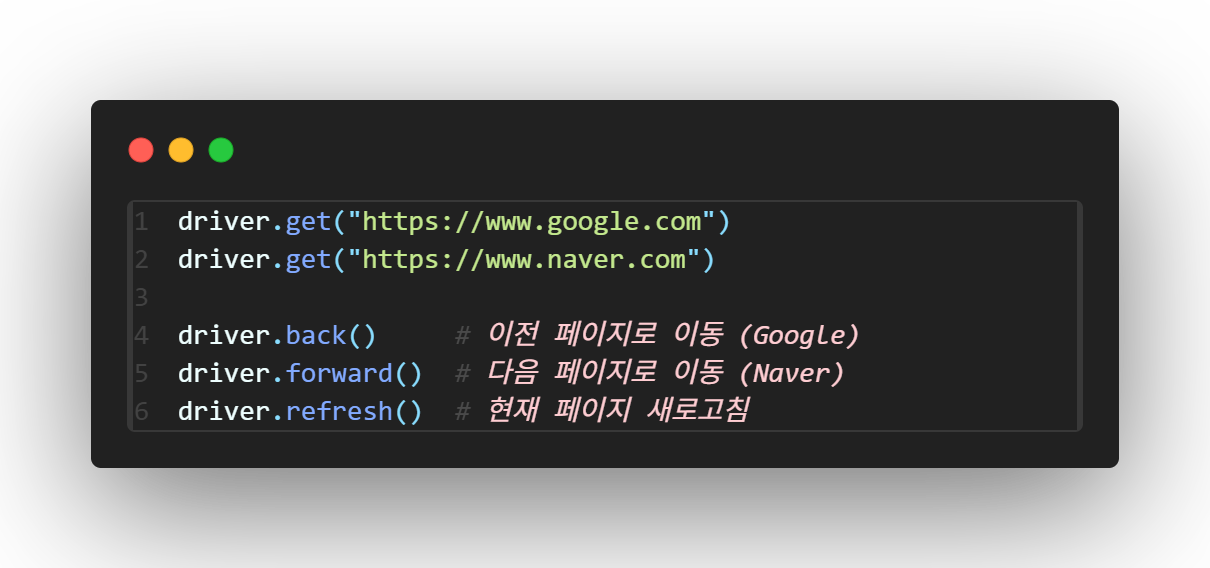 1 driver.get("https://www.google.com")
2 driver.get("https://www.naver.com")
3
4 driver.back()     # 이전 페이지로 이동 (Google)
5 driver.forward()  # 다음 페이지로 이동 (Naver)
6 driver.refresh()  # 현재 페이지 새로고침